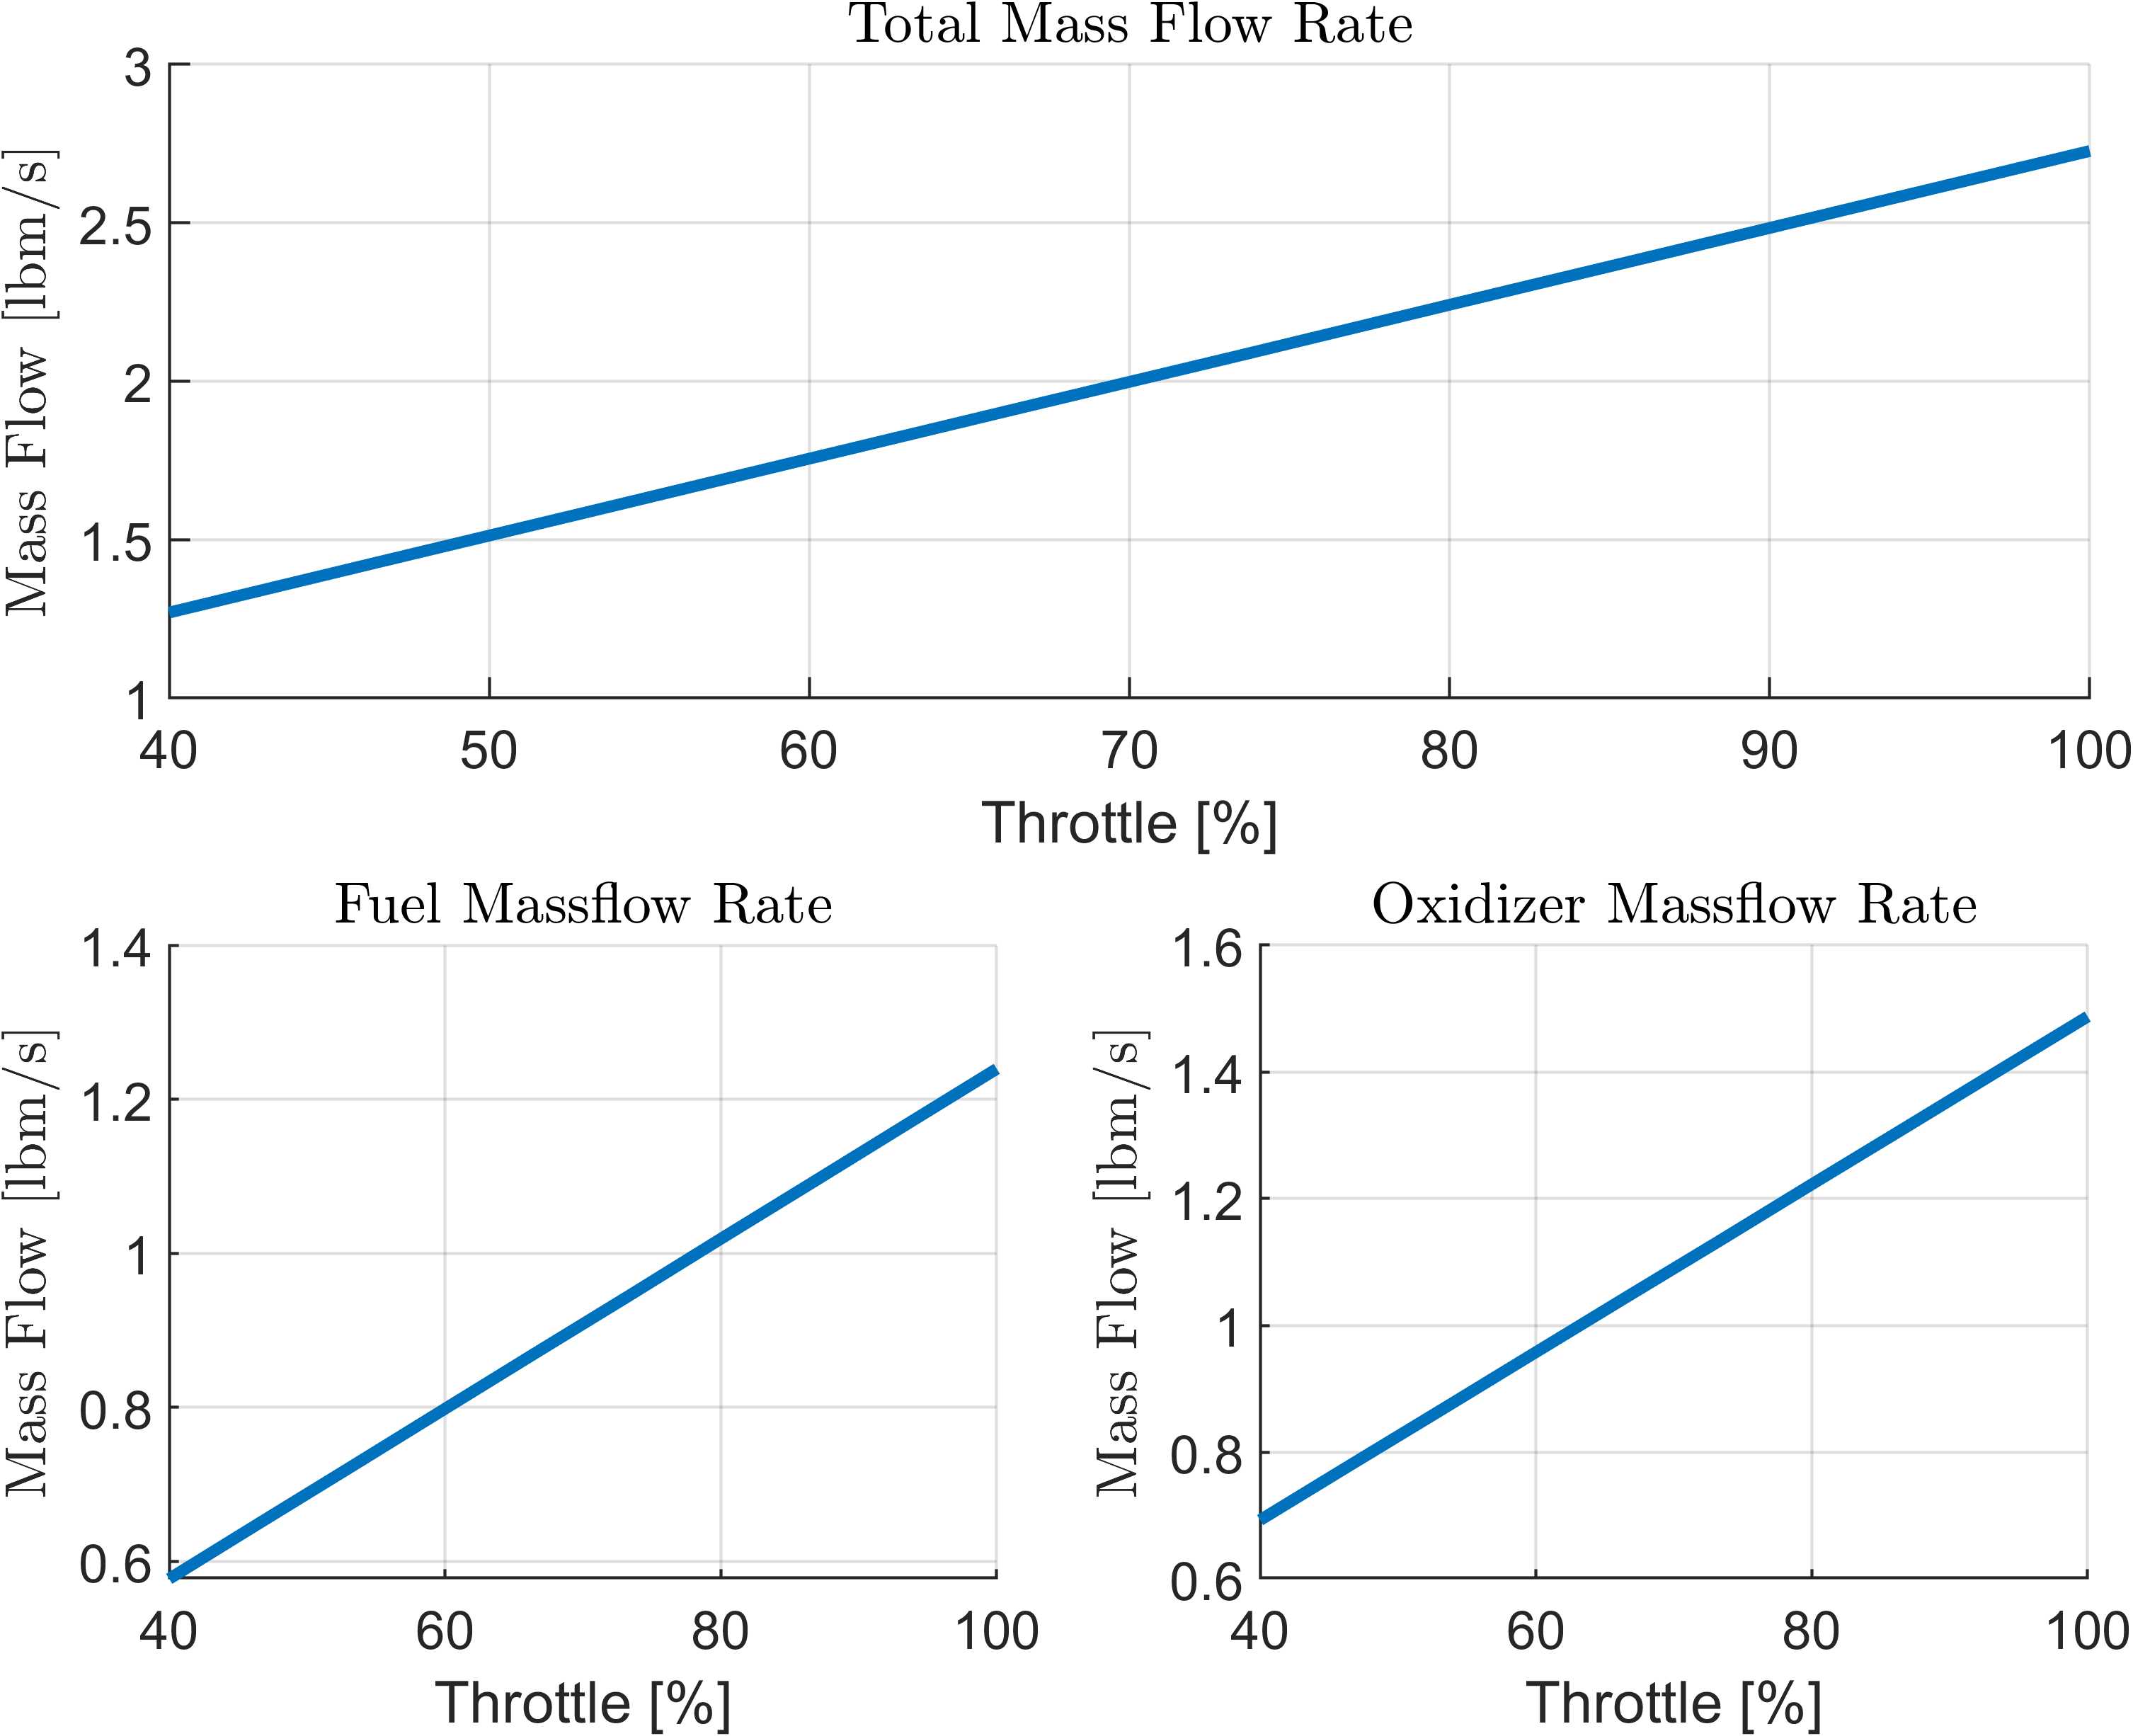 Total Mass Flow Rate
Mass Flow [lbm/s]
3
2.5
2
1.5
1
40 50 60 70 80 90 100
Throttle [%]
Fuel Massflow Rate
Mass Flow [lbm/s]
1.4
1.2
1
0.8
0.6
40 60 80 100
Throttle [%]
Oxidizer Massflow Rate
Mass Flow [lbm/s]
1.6
1.4
1.2
1
0.8
0.6
40 60 80 100
Throttle [%]